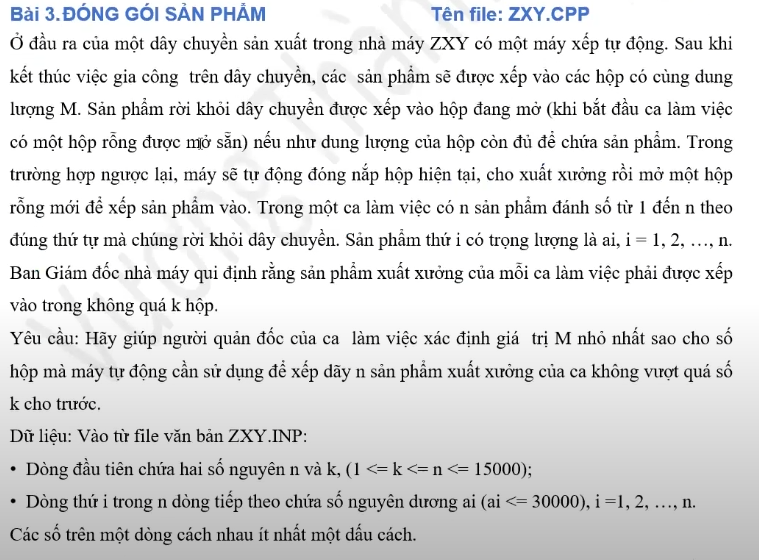 Bài 3.ĐÓNG GÓI SẢN PHẨM Tên file: ZXY.CPP
Ở đầu ra của một dây chuyền sản xuất trong nhà máy ZXY có một máy xếp tự động. Sau khi
kết thúc việc gia công trên dây chuyền, các sản phẩm sẽ được xếp vào các hộp có cùng dung
lượng M. Sản phẩm rời khỏi dây chuyền được xếp vào hộp đang mở (khi bắt đầu ca làm việc
có một hộp rỗng được mở sẵn) nếu như dung lượng của hộp còn đủ để chứa sản phẩm. Trong
trường hợp ngược lại, máy sẽ tự động đóng nắp hộp hiện tại, cho xuất xưởng rồi mở một hộp
rỗng mới để xếp sản phẩm vào. Trong một ca làm việc có n sản phẩm đánh số từ 1 đến n theo
đúng thứ tự mà chúng rời khỏi dây chuyền. Sản phẩm thứ i có trọng lượng là ai, i = 1, 2, …, n.
Ban Giám đốc nhà máy qui định rằng sản phẩm xuất xưởng của mỗi ca làm việc phải được xếp
vào trong không quá k hộp.
Yêu cầu: Hãy giúp người quản đốc của ca làm việc xác định giá trị M nhỏ nhất sao cho số
hộp mà máy tự động cần sử dụng để xếp dãy n sản phẩm xuất xưởng của ca không vượt quá số
k cho trước.
Dữ liệu: Vào từ file văn bản ZXY.INP:
• Dòng đầu tiên chứa hai số nguyên n và k, (1 <= k <= n <= 15000);
• Dòng thứ i trong n dòng tiếp theo chứa số nguyên dương ai (ai <= 30000), i =1, 2, …, n.
Các số trên một dòng cách nhau ít nhất một dấu cách.